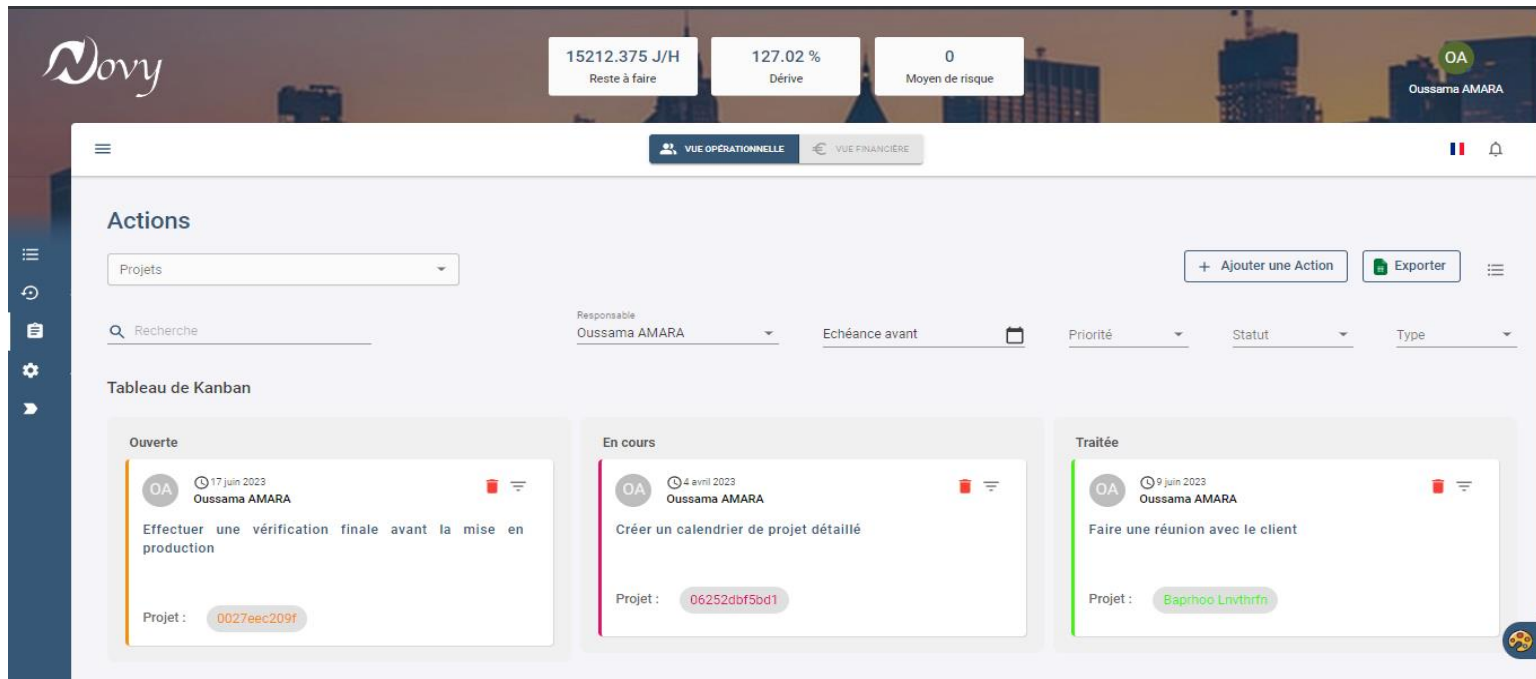 Novy
15212.375 J/H
Reste à faire
127.02 %
Dérive
0
Moyen de risque
OA
Oussama AMARA
VUE OPÉRATIONNELLE
VUE FINANCIÈRE
Actions
Projets
Ajouter une Action
Exporter
Recherche
Responsable
Oussama AMARA
Echéance avant
Priorité
Statut
Type
Tableau de Kanban
Ouverte
OA
17 juin 2023
Oussama AMARA
Effectuer une vérification finale avant la mise en
production
Projet :
0027eec209f
En cours
OA
4 avril 2023
Oussama AMARA
Créer un calendrier de projet détaillé
Projet :
06252dbf5bd1
Traitée
OA
9 juin 2023
Oussama AMARA
Faire une réunion avec le client
Projet :
Baprhoo Lnvthrfn